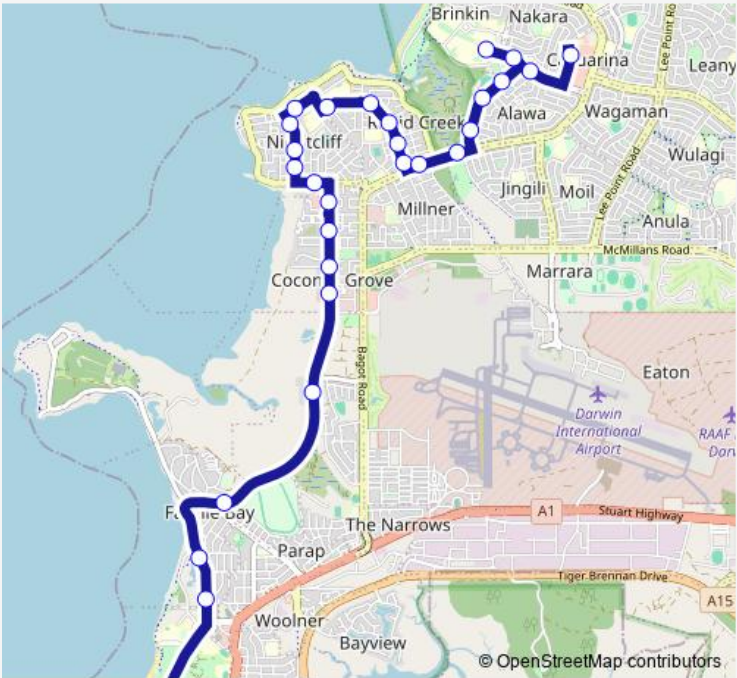 Brinkin
Nakara
Lee Point Road
Leany
Alawa
Wagaman
Wulagi
Jingili
Moil
Lee Point Road
Millner
Anula
McMillans Road
Marrara
Grove
Bagot Road
Eaton
Darwin
International
Airport
RAAF
A1
Stuart Highway
The Narrows
Parap
Tiger Brennan Drive
A15
Woolner
Bayview
© OpenStreetMap contributors